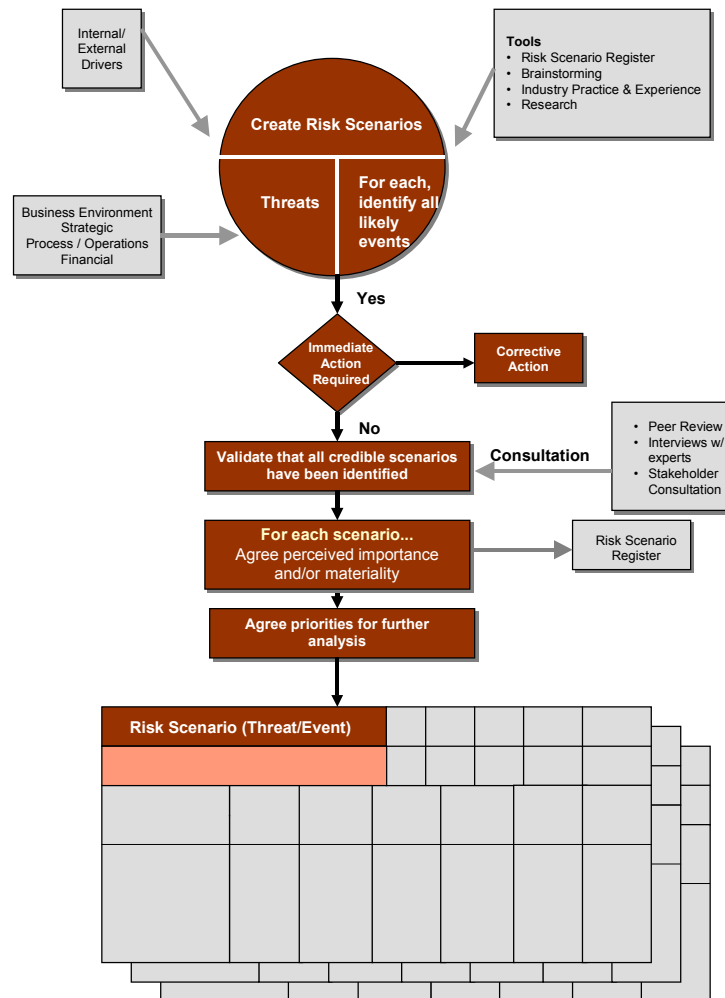 Internal/
External
Drivers
Tools
• Risk Scenario Register
• Brainstorming
• Industry Practice & Experience
• Research
Create Risk Scenarios
Threats
For each,
identify all
likely
events
Business Environment
Strategic
Process / Operations
Financial
Yes
Immediate
Action
Required
Corrective
Action
No
Validate that all credible scenarios
have been identified
Consultation
• Peer Review
• Interviews w/
experts
• Stakeholder
Consultation
For each scenario...
Agree perceived importance
and/or materiality
Risk Scenario
Register
Agree priorities for further
analysis
Risk Scenario (Threat/Event)